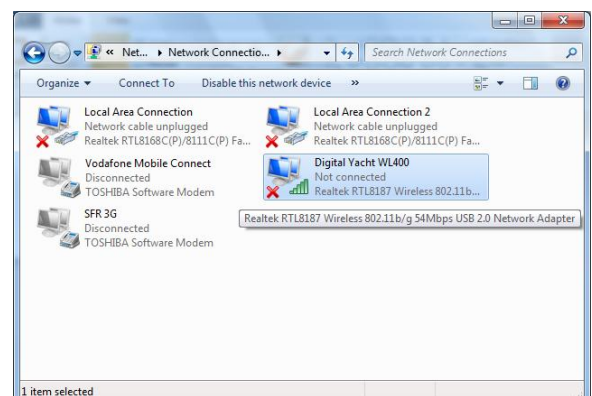 « Net... ▸ Network Connectio... ▸
Search Network Connections
Organize ▾ Connect To Disable this network device »
Local Area Connection
Network cable unplugged
Realtek RTL8168C(P)/8111C(P) Fa...
Local Area Connection 2
Network cable unplugged
Realtek RTL8168C(P)/8111C(P) Fa...
Vodafone Mobile Connect
Disconnected
TOSHIBA Software Modem
Digital Yacht WL400
Not connected
Realtek RTL8187 Wireless 802.11b...
SFR 3G
Disconnected
TOSHIBA Software Modem
Realtek RTL8187 Wireless 802.11b/g 54Mbps USB 2.0 Network Adapter
1 item selected